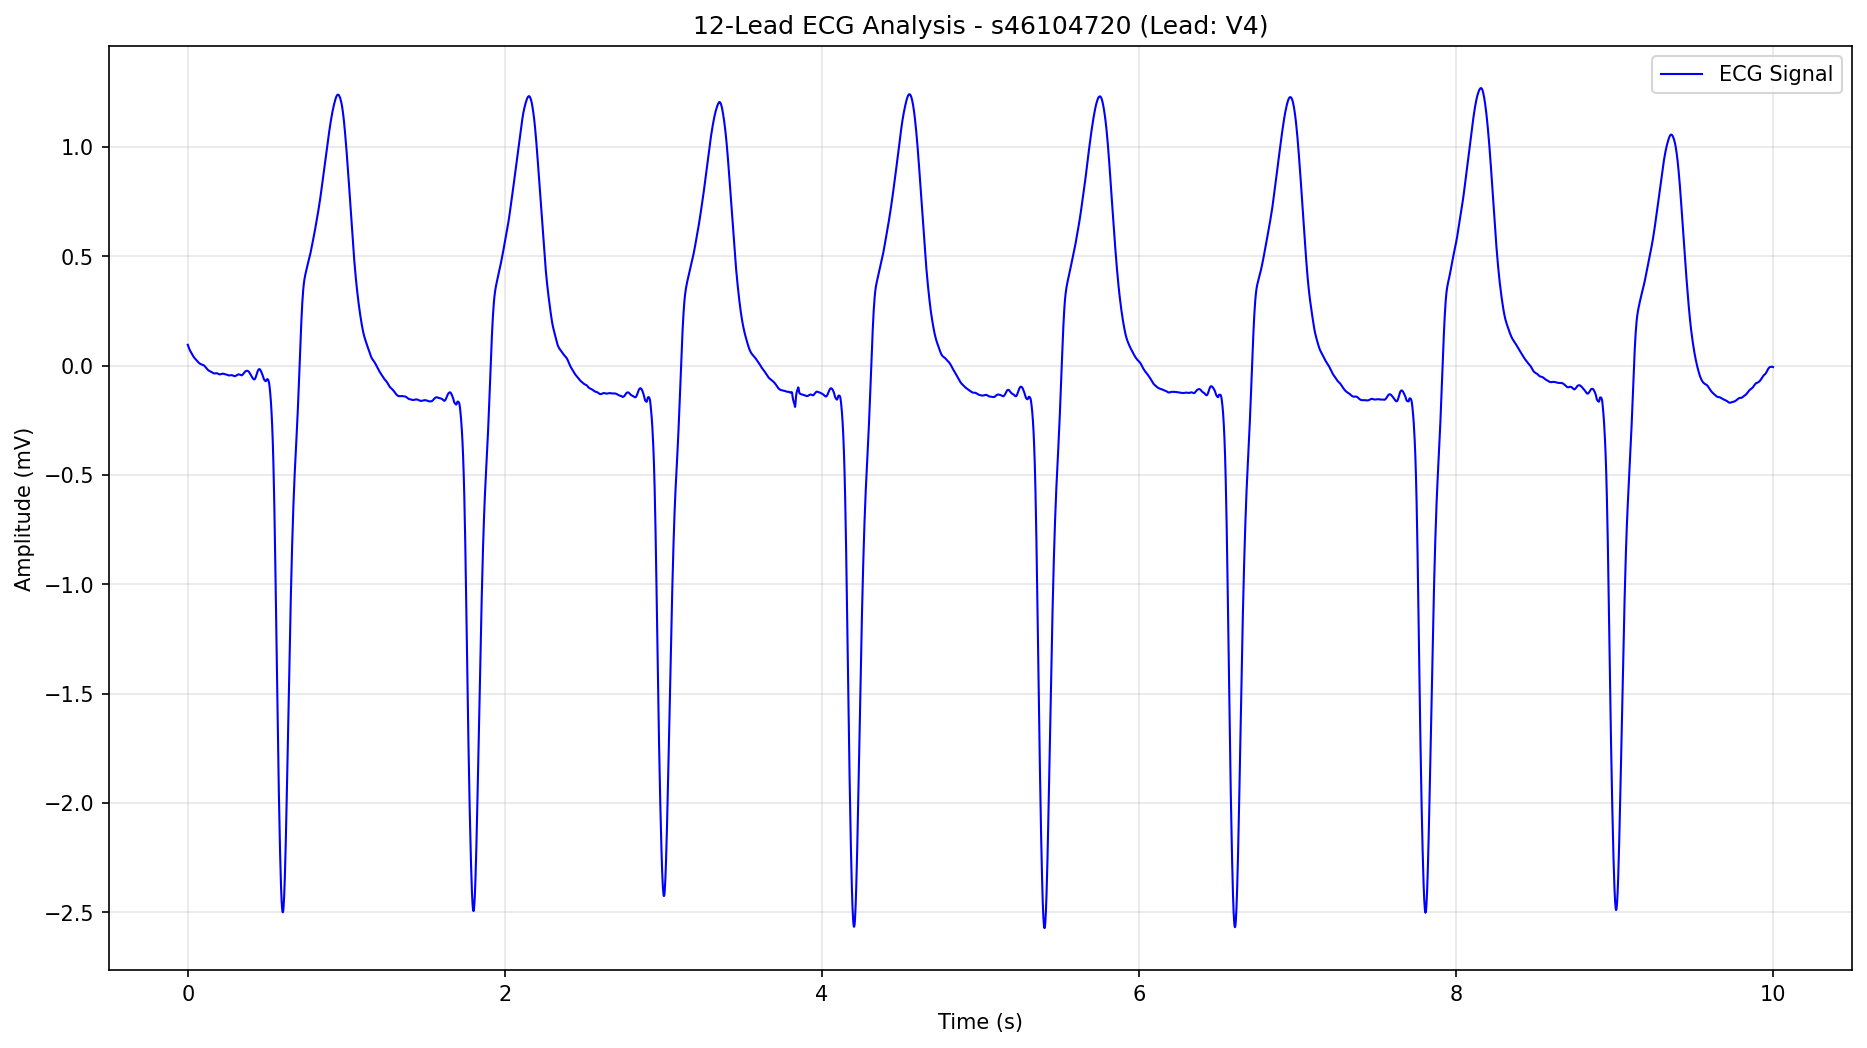 12-Lead ECG Analysis - s46104720 (Lead: V4)
ECG Signal
Amplitude (mV)
1.0
0.5
0.0
−0.5
−1.0
−1.5
−2.0
−2.5
0 2 4 6 8 10
Time (s)